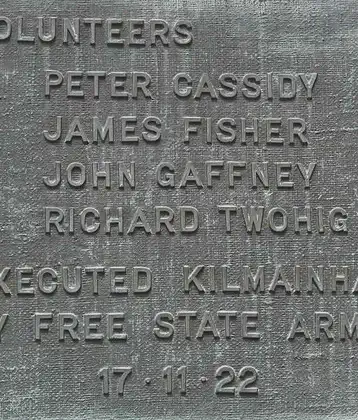 OLUNTEERS
PETER CASSIDY
JAMES FISHER
JOHN GAFFNEY
RICHARD TWOHIG
XECUTED KILMAINHA
Y FREE STATE ARM
17·11·22